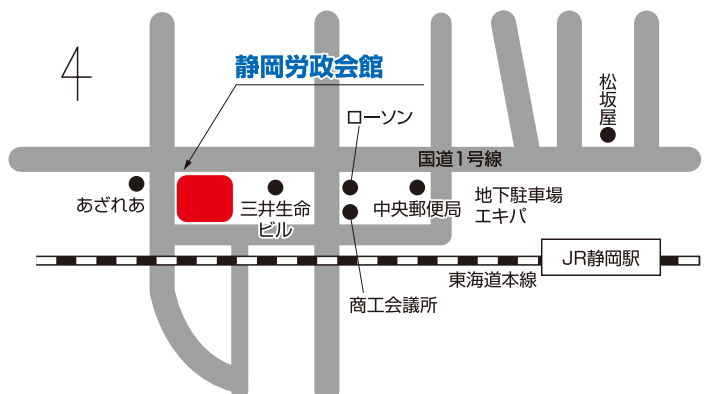 静岡労政会館
松坂屋
ローソン
国道1号線
あざれあ
三井生命
ビル
中央郵便局
地下駐車場
エキパ
JR静岡駅
東海道本線
商工会議所